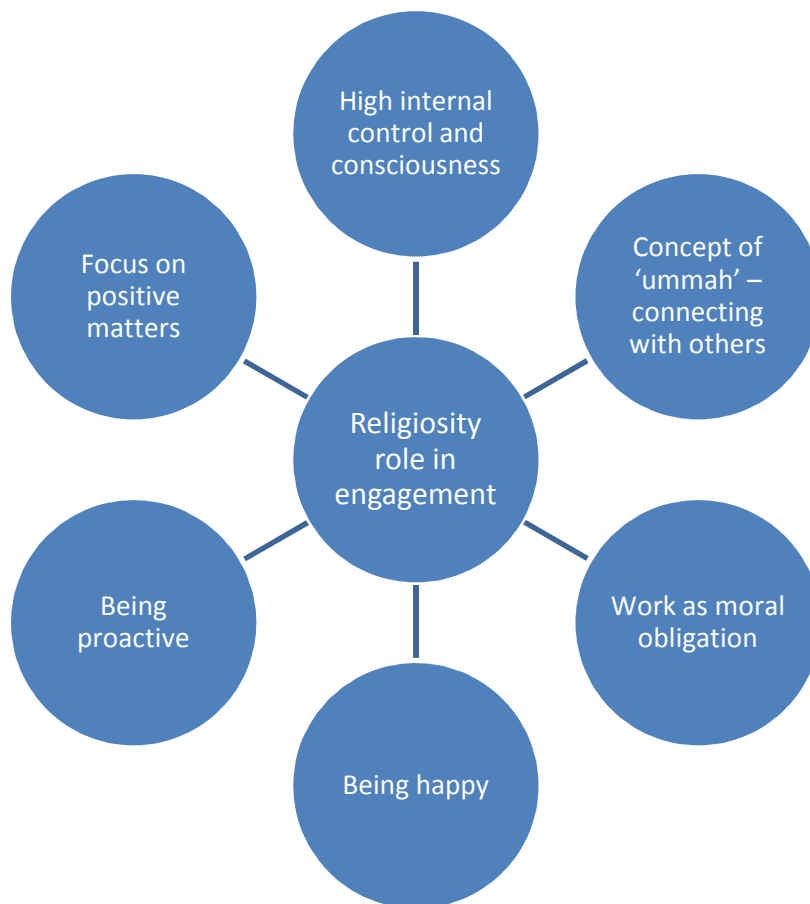 High internal
control and
consciousness
Concept of
‘ummah’ –
connecting
with others
Work as moral
obligation
Being happy
Being
proactive
Focus on
positive
matters
Religiosity
role in
engagement